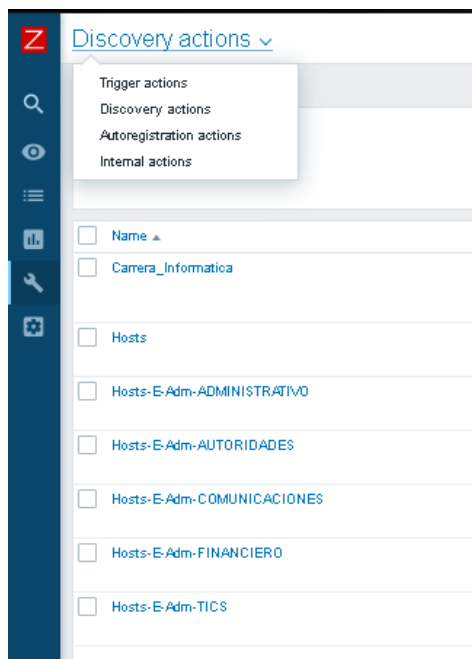 Z
Discovery actions
Trigger actions
Discovery actions
Autoregistration actions
Internal actions
Name
Carrera_Informatica
Hosts
Hosts-E-Adm-ADMINISTRATIVO
Hosts-E-Adm-AUTORIDADES
Hosts-E-Adm-COMUNICACIONES
Hosts-E-Adm-FINANCIERO
Hosts-E-Adm-TICS